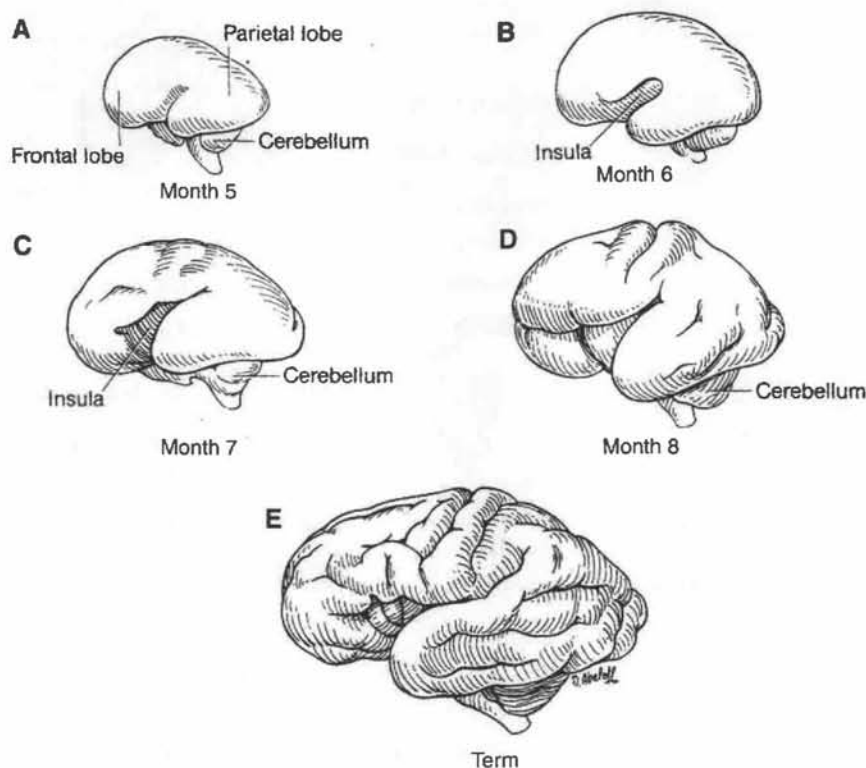 A
Parietal lobe
Frontal lobe
Cerebellum
Month 5
B
Insula
Month 6
C
Insula
Cerebellum
Month 7
D
Cerebellum
Month 8
E
Term